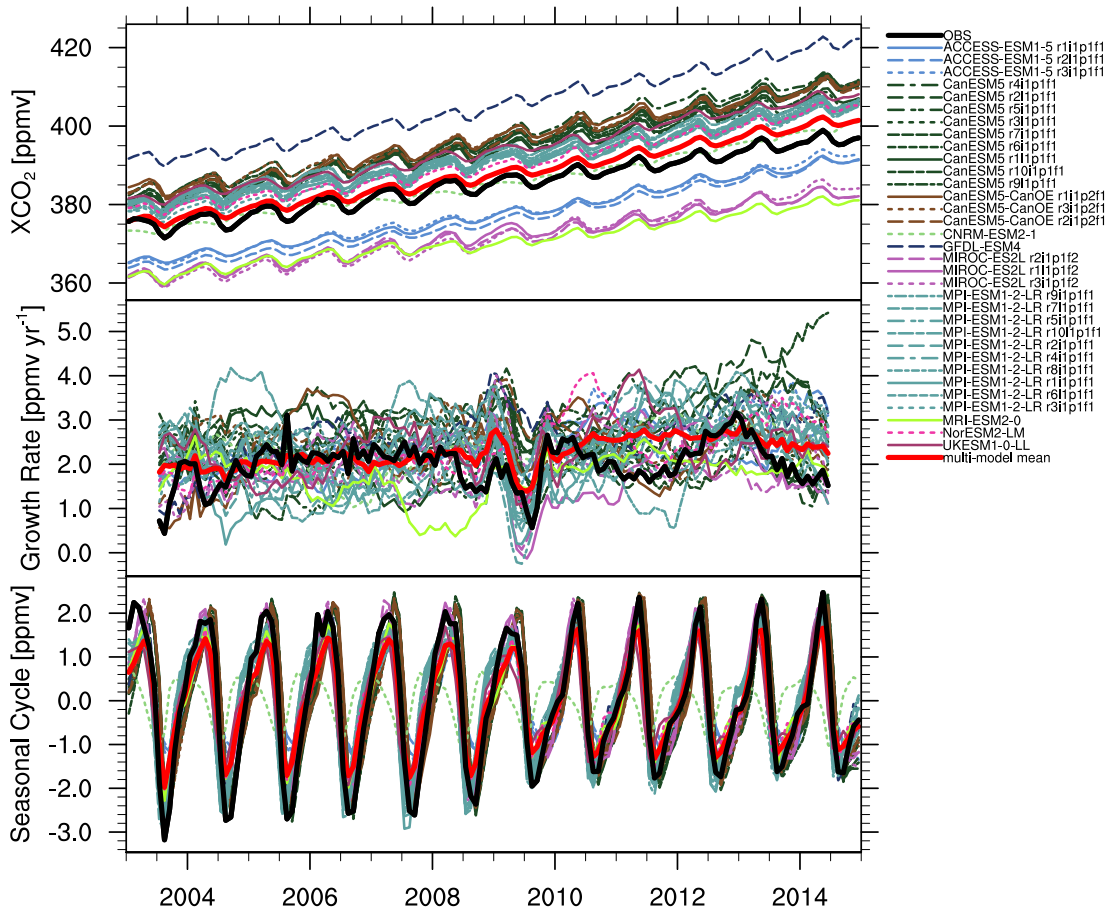 XCO2 [ppmv]
420
400
380
360
Growth Rate [ppmv yr-1]
5.0
4.0
3.0
2.0
1.0
0.0
Seasonal Cycle [ppmv]
2.0
1.0
0.0
-1.0
-2.0
-3.0
2004
2006
2008
2010
2012
2014
OBS
ACCESS-ESM1-5 r1i1p1f1
ACCESS-ESM1-5 r2i1p1f1
ACCESS-ESM1-5 r3i1p1f1
CanESM5 r4i1p1f1
CanESM5 r2i1p1f1
CanESM5 r5i1p1f1
CanESM5 r3i1p1f1
CanESM5 r7i1p1f1
CanESM5 r6i1p1f1
CanESM5 r1i1p1f1
CanESM5 r10i1p1f1
CanESM5 r9i1p1f1
CanESM5-CanOE r1i1p2f1
CanESM5-CanOE r3i1p2f1
CanESM5-CanOE r2i1p2f1
CNRM-ESM2-1
GFDL-ESM4
MIROC-ES2L r2i1p1f2
MIROC-ES2L r1i1p1f2
MIROC-ES2L r3i1p1f2
MPI-ESM1-2-LR r9i1p1f1
MPI-ESM1-2-LR r7i1p1f1
MPI-ESM1-2-LR r5i1p1f1
MPI-ESM1-2-LR r10i1p1f1
MPI-ESM1-2-LR r2i1p1f1
MPI-ESM1-2-LR r4i1p1f1
MPI-ESM1-2-LR r8i1p1f1
MPI-ESM1-2-LR r1i1p1f1
MPI-ESM1-2-LR r6i1p1f1
MPI-ESM1-2-LR r3i1p1f1
MRI-ESM2-0
NorESM2-LM
UKESM1-0-LL
multi-model mean